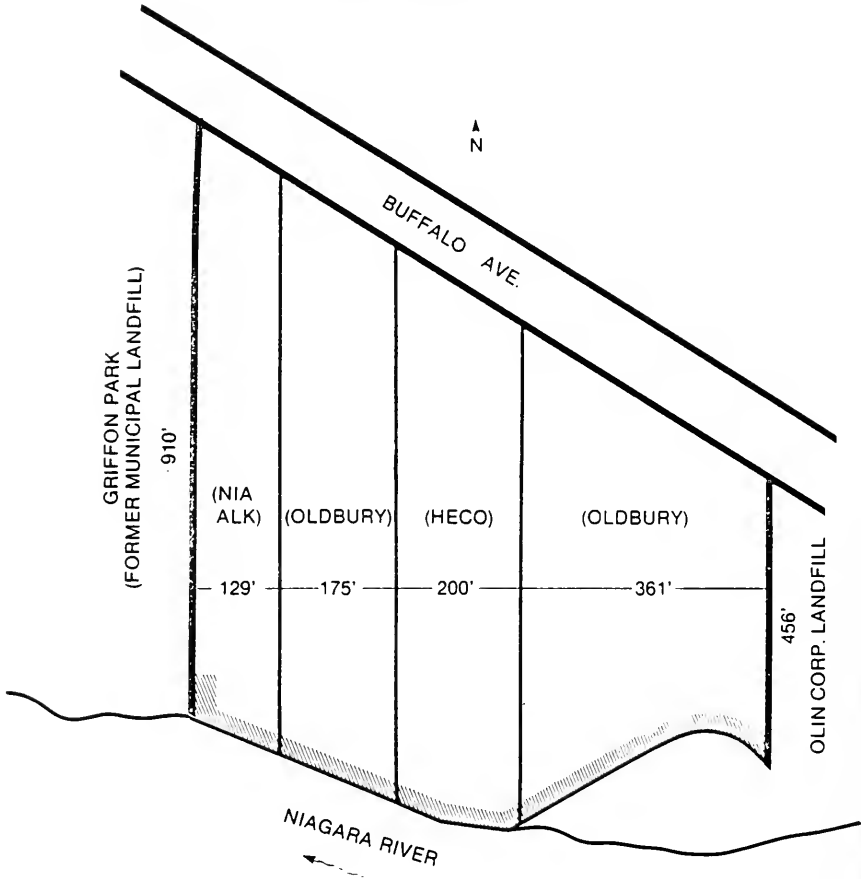 N
BUFFALO AVE.
GRIFFON PARK
(FORMER MUNICIPAL LANDFILL)
910'
(NIA
ALK)
(OLDBURY)
(HECO)
(OLDBURY)
129'
175'
200'
361'
456'
OLIN CORP. LANDFILL
NIAGARA RIVER